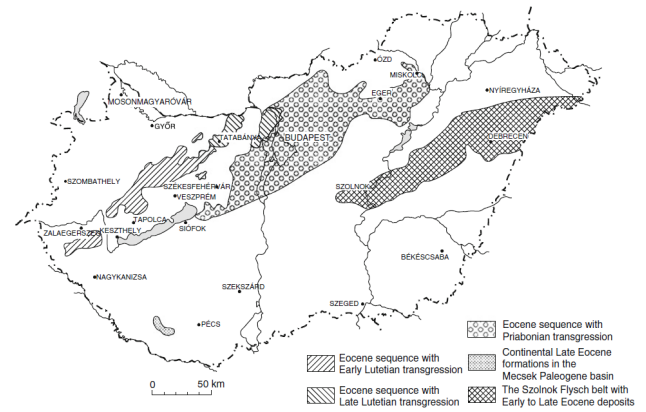 ÓZD
MISKOLC
NYÍREGYHÁZA
EGER
MOSONMAGYARÓVÁR
GYŐR
TATABÁNYA
BUDAPEST
DEBRECEN
SZOMBATHELY
SZÉKESFEHÉRVÁR
VESZPRÉM
SZOLNOK
TAPOLCA
ZALAEGERSZEG
KESZTHELY
SIÓFOK
BÉKÉSCSABA
NAGYKANIZSA
SZEKSZÁRD
SZEGED
PÉCS
0 50 km
Eocene sequence with
Early Lutetian transgression
Eocene sequence with
Late Lutetian transgression
Eocene sequence with
Priabonian transgression
Continental Late Eocene
formations in the
Mecsek Paleogene basin
The Szolnok Flysch belt with
Early to Late Eocene deposits